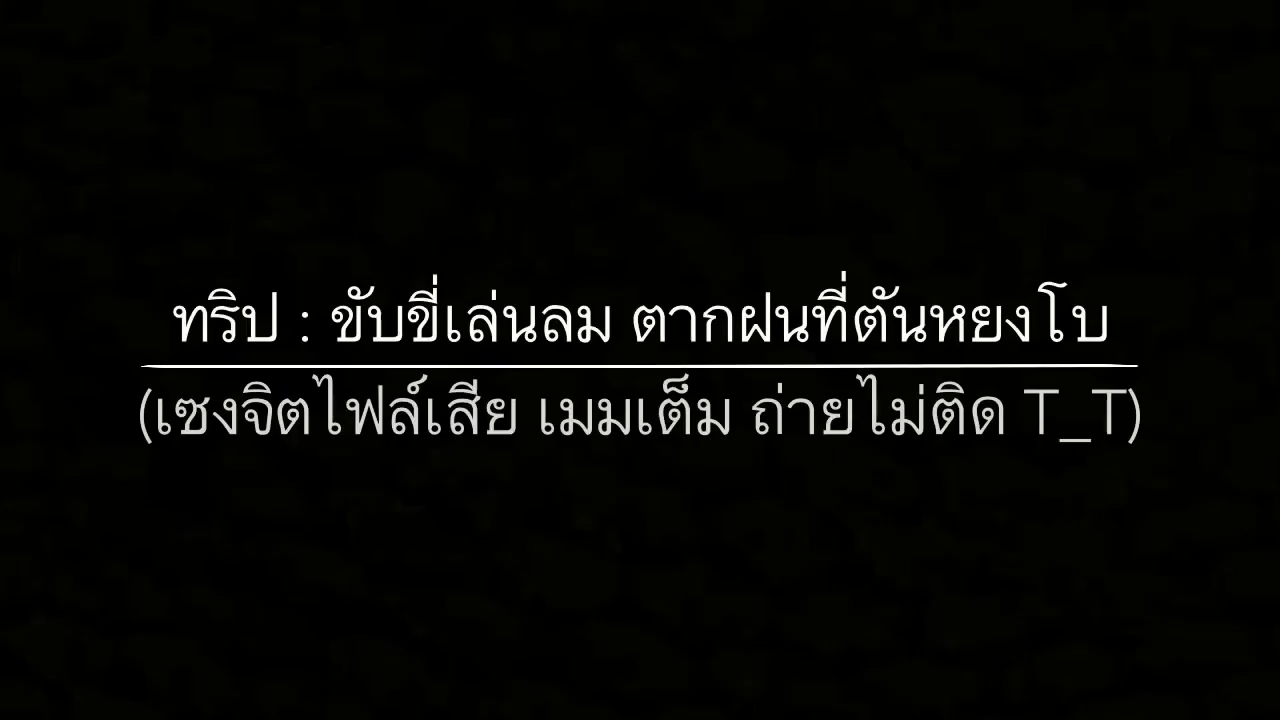 ทริป : ขับขี่เล่นลม ตากฝนที่ตันหยงโบ
(เซงจิตไฟล์เสีย เมมเต็ม ถ่ายไม่ติด T_T)